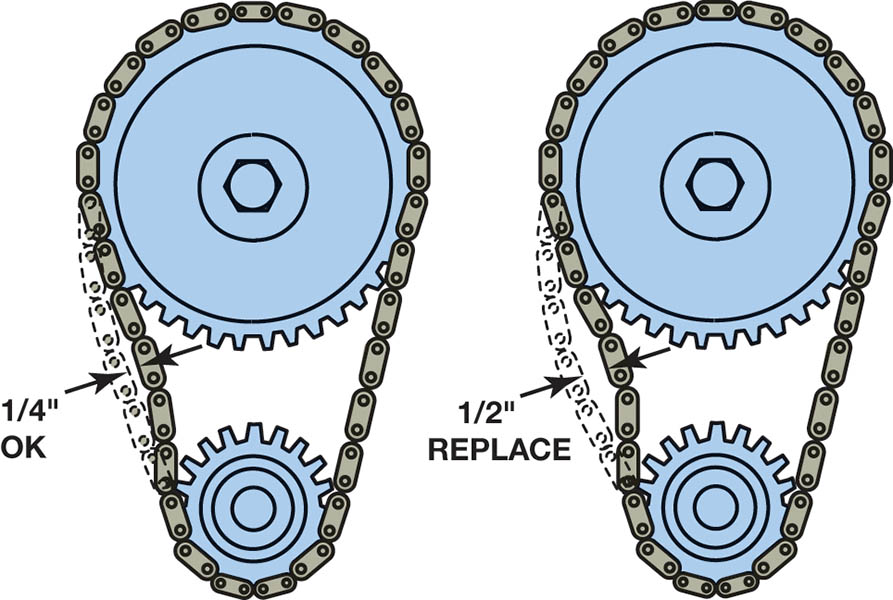 1/4"
OK
1/2"
REPLACE